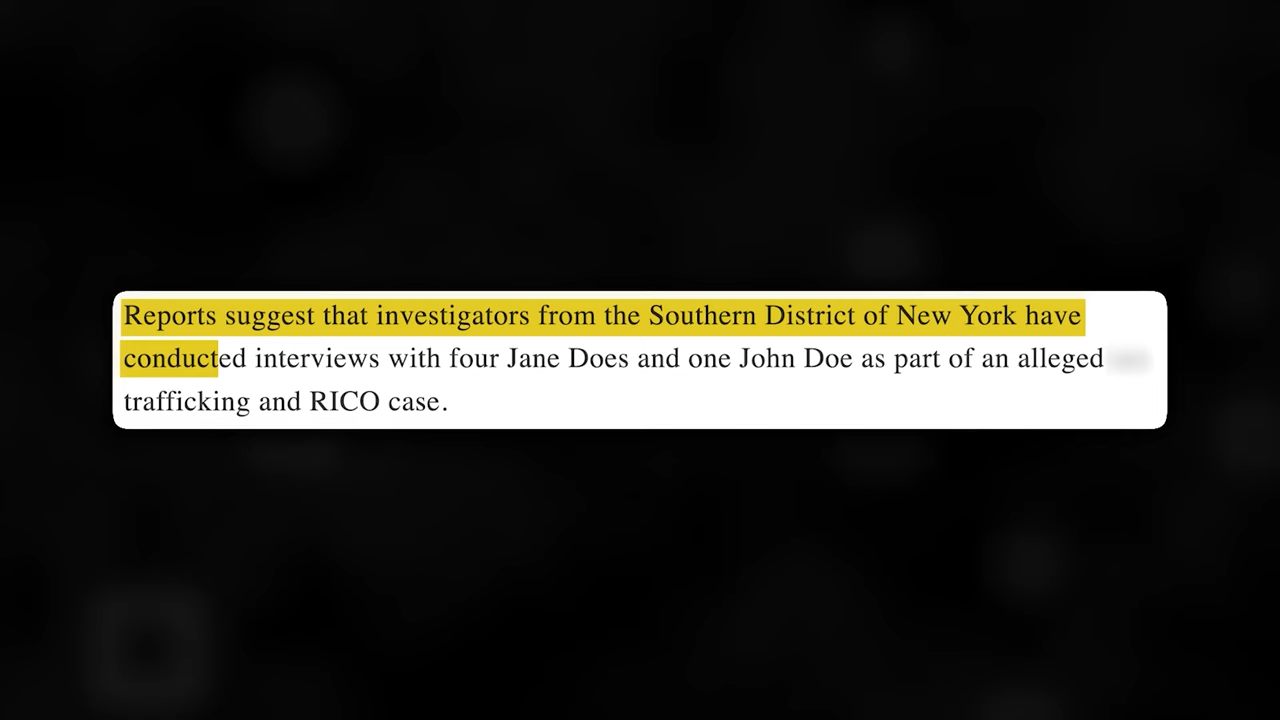 Reports suggest that investigators from the Southern District of New York have
conducted interviews with four Jane Does and one John Doe as part of an alleged
trafficking and RICO case.